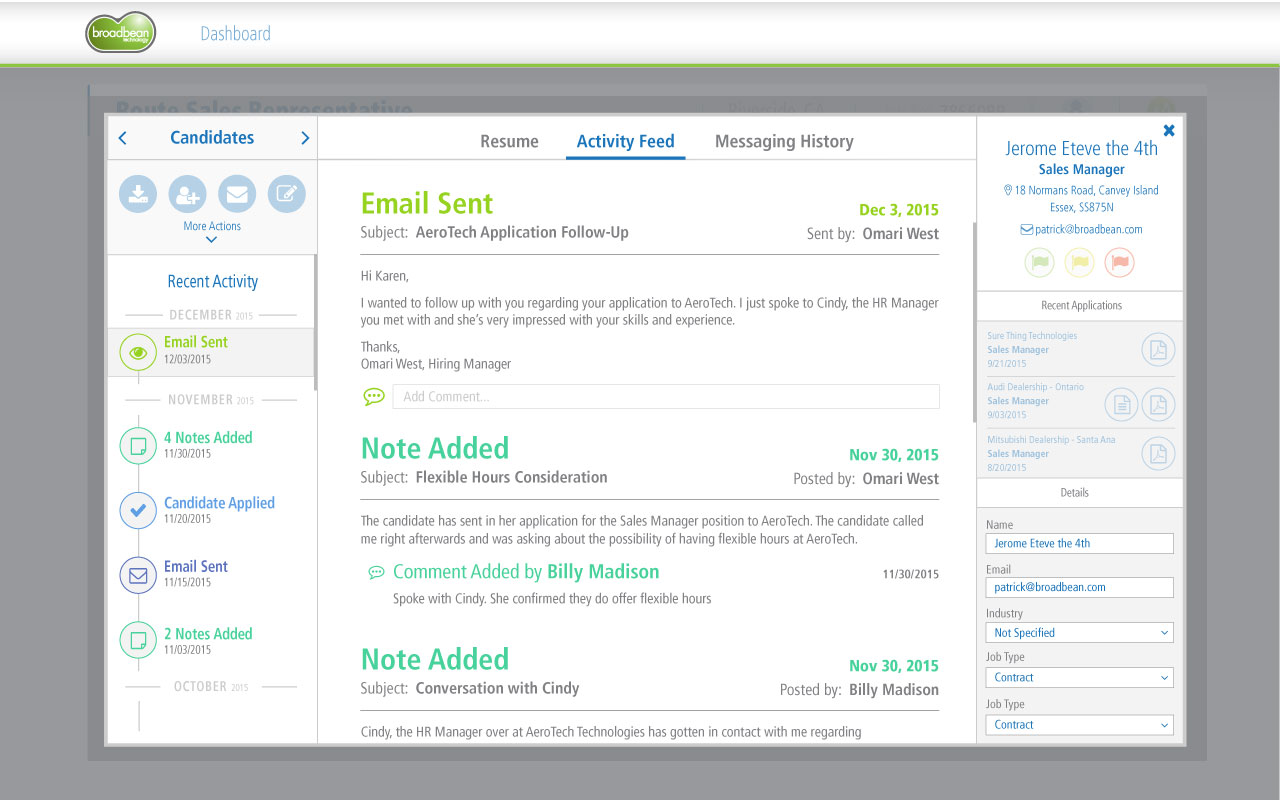 broadbean
technology
Dashboard
Route Sales Representative
Riverside, CA
Candidates
More Actions
Recent Activity
DECEMBER 2015
Email Sent
12/03/2015
NOVEMBER 2015
4 Notes Added
11/30/2015
Candidate Applied
11/20/2015
Email Sent
11/15/2015
2 Notes Added
11/03/2015
OCTOBER 2015
Resume
Activity Feed
Messaging History
Email Sent
Dec 3, 2015
Subject: AeroTech Application Follow-Up
Sent by: Omari West
Hi Karen,
I wanted to follow up with you regarding your application to AeroTech. I just spoke to Cindy, the HR Manager
you met with and she's very impressed with your skills and experience.
Thanks,
Omari West, Hiring Manager
Add Comment...
Note Added
Nov 30, 2015
Subject: Flexible Hours Consideration
Posted by: Omari West
The candidate has sent in her application for the Sales Manager position to AeroTech. The candidate called
me right afterwards and was asking about the possibility of having flexible hours at AeroTech.
Comment Added by Billy Madison
11/30/2015
Spoke with Cindy. She confirmed they do offer flexible hours
Note Added
Nov 30, 2015
Subject: Conversation with Cindy
Posted by: Billy Madison
Cindy, the HR Manager over at AeroTech Technologies has gotten in contact with me regarding
Jerome Eteve the 4th
Sales Manager
18 Normans Road, Canvey Island
Essex, SS875N
patrick@broadbean.com
Recent Applications
Sure Thing Technologies
Sales Manager
9/21/2015
Audi Dealership - Ontario
Sales Manager
9/03/2015
Mitsubishi Dealership - Santa Ana
Sales Manager
8/20/2015
Details
Name
Jerome Eteve the 4th
Email
patrick@broadbean.com
Industry
Not Specified
Job Type
Contract
Job Type
Contract